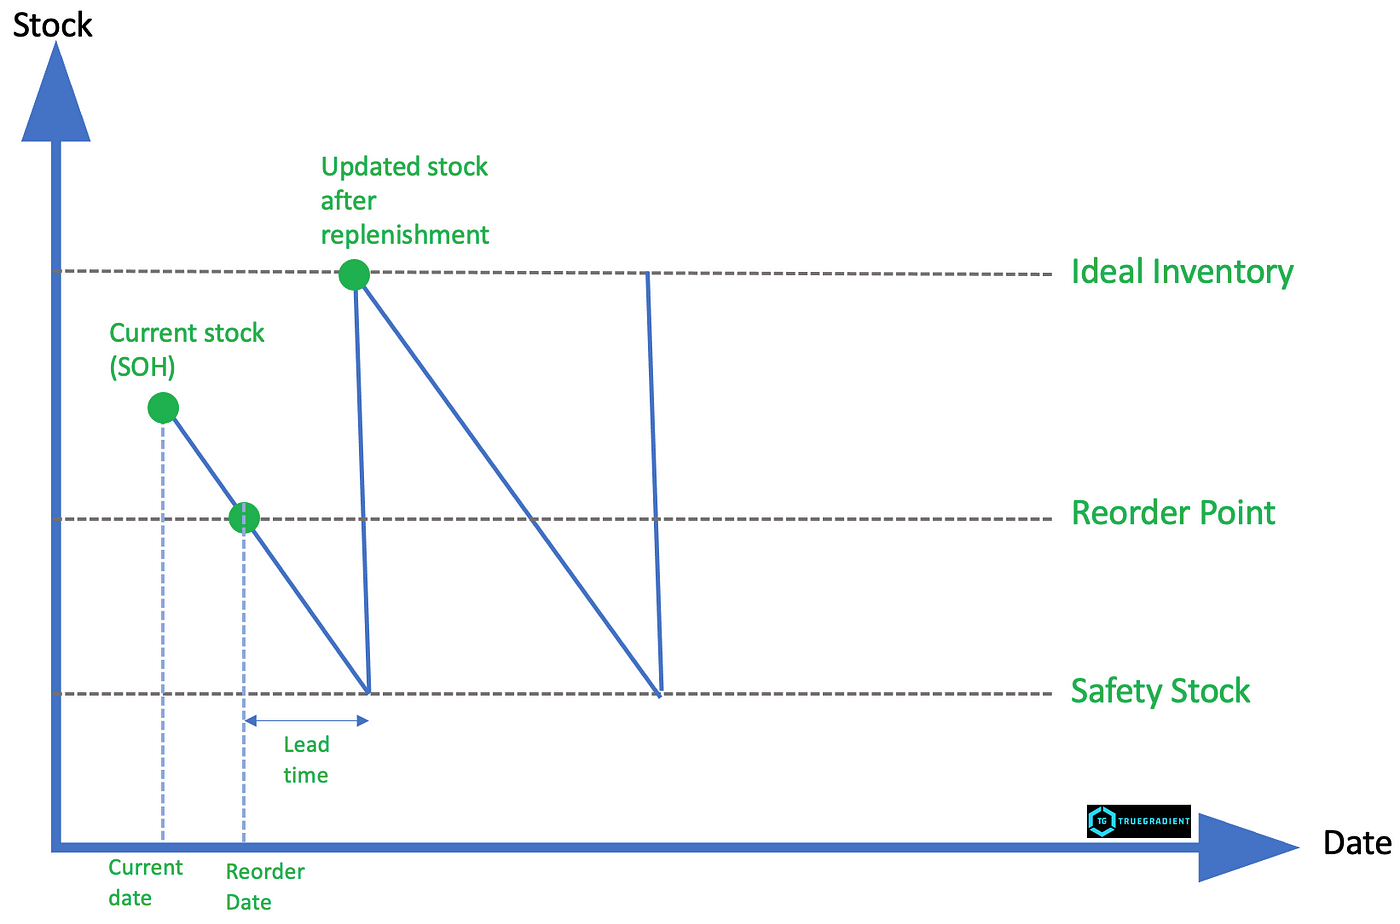 Stock
Updated stock
after
replenishment
Ideal Inventory
Current stock
(SOH)
Reorder Point
Safety Stock
Lead
time
TG
TRUEGRADIENT
Date
Current
date
Reorder
Date